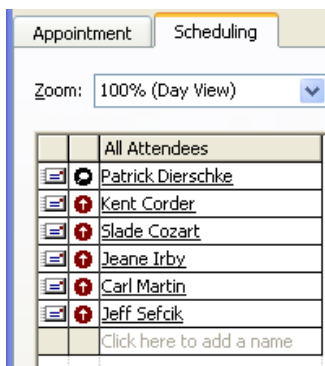 Appointment Scheduling
Zoom: 100% (Day View)
All Attendees
Patrick Dierschke
Kent Corder
Slade Cozart
Jeane Irby
Carl Martin
Jeff Sefcik
Click here to add a name